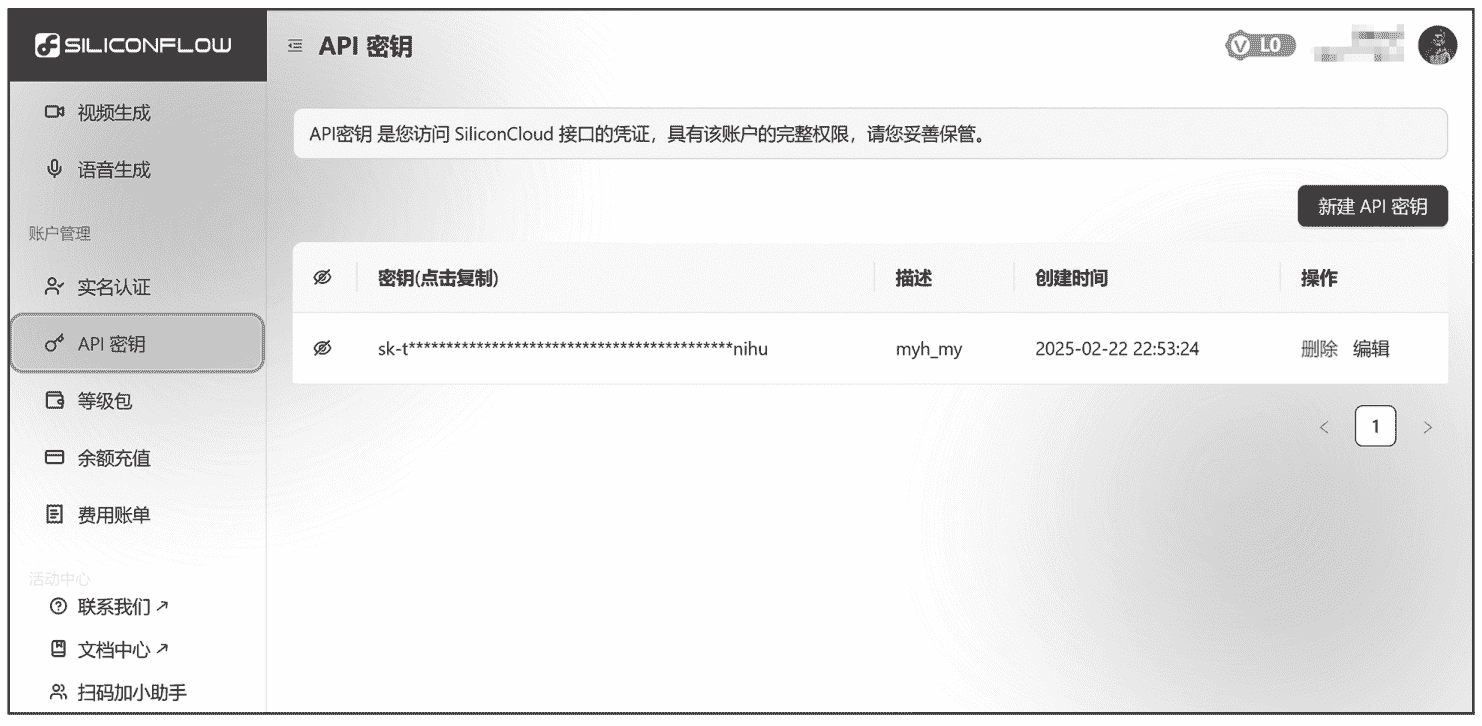 SILICONFLOW
API 密钥
V L0
视频生成
语音生成
账户管理
实名认证
API 密钥
等级包
余额充值
费用账单
活动中心
联系我们
文档中心
扫码加小助手
API密钥 是您访问 SiliconCloud 接口的凭证，具有该账户的完整权限，请您妥善保管。
新建 API 密钥
密钥(点击复制) 描述 创建时间 操作
sk-t*******************************************nihu myh_my 2025-02-22 22:53:24 删除 编辑
< 1 >